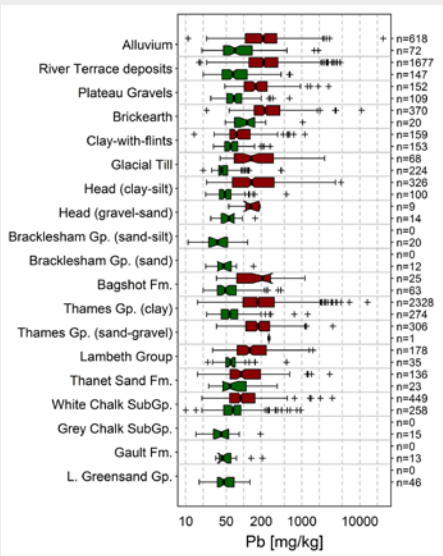 Alluvium n=618
n=72
River Terrace deposits n=1677
n=147
Plateau Gravels n=152
n=109
Brickearth n=370
n=20
Clay-with-flints n=159
n=153
Glacial Till n=68
n=224
Head (clay-silt) n=326
n=100
Head (gravel-sand) n=9
n=14
Bracklesham Gp. (sand-silt) n=0
n=20
Bracklesham Gp. (sand) n=0
n=12
Bagshot Fm. n=25
n=63
Thames Gp. (clay) n=2328
n=274
Thames Gp. (sand-gravel) n=306
n=1
Lambeth Group n=178
n=35
Thanet Sand Fm. n=136
n=23
White Chalk SubGp. n=449
n=258
Grey Chalk SubGp. n=0
n=15
Gault Fm. n=0
n=13
L. Greensand Gp. n=0
n=46
10 50 200 1000 10000
Pb [mg/kg]